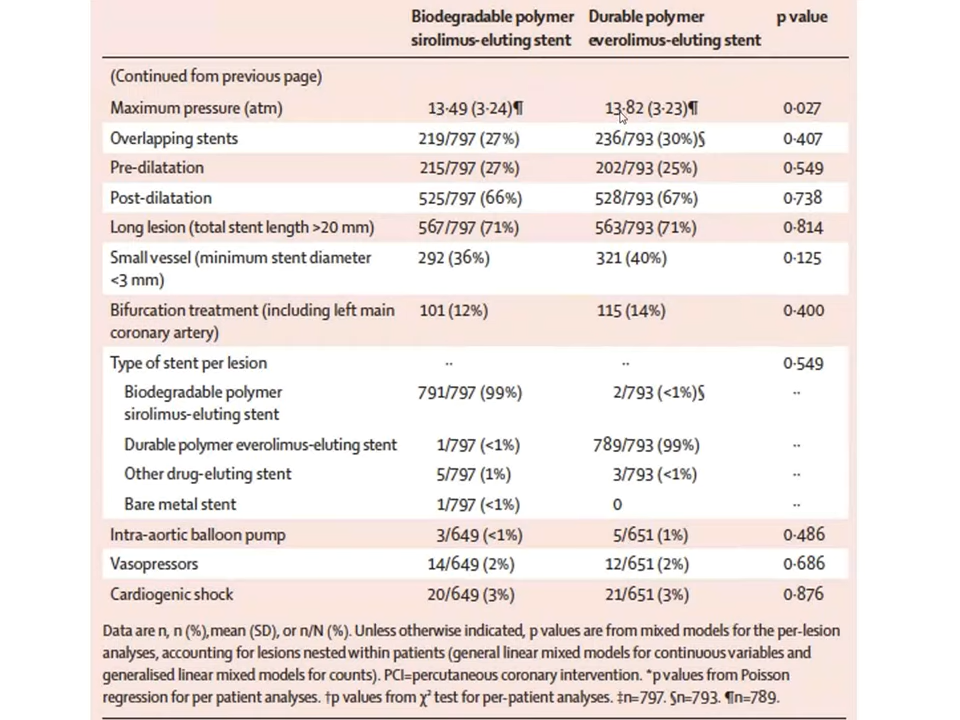 Biodegradable polymer Durable polymer p value
sirolimus-eluting stent everolimus-eluting stent
(Continued fom previous page)
Maximum pressure (atm) 13·49 (3·24)¶ 13·82 (3·23)¶ 0·027
Overlapping stents 219/797 (27%) 236/793 (30%)§ 0·407
Pre-dilatation 215/797 (27%) 202/793 (25%) 0·549
Post-dilatation 525/797 (66%) 528/793 (67%) 0·738
Long lesion (total stent length >20 mm) 567/797 (71%) 563/793 (71%) 0·814
Small vessel (minimum stent diameter 292 (36%) 321 (40%) 0·125
<3 mm)
Bifurcation treatment (including left main 101 (12%) 115 (14%) 0·400
coronary artery)
Type of stent per lesion ·· ·· 0·549
Biodegradable polymer 791/797 (99%) 2/793 (<1%)§ ··
sirolimus-eluting stent
Durable polymer everolimus-eluting stent 1/797 (<1%) 789/793 (99%) ··
Other drug-eluting stent 5/797 (1%) 3/793 (<1%) ··
Bare metal stent 1/797 (<1%) 0 ··
Intra-aortic balloon pump 3/649 (<1%) 5/651 (1%) 0·486
Vasopressors 14/649 (2%) 12/651 (2%) 0·686
Cardiogenic shock 20/649 (3%) 21/651 (3%) 0·876
Data are n, n (%), mean (SD), or n/N (%). Unless otherwise indicated, p values are from mixed models for the per-lesion
analyses, accounting for lesions nested within patients (general linear mixed models for continuous variables and
generalised linear mixed models for counts). PCI=percutaneous coronary intervention. *p values from Poisson
regression for per patient analyses. †p values from χ² test for per-patient analyses. ‡n=797. §n=793. ¶n=789.